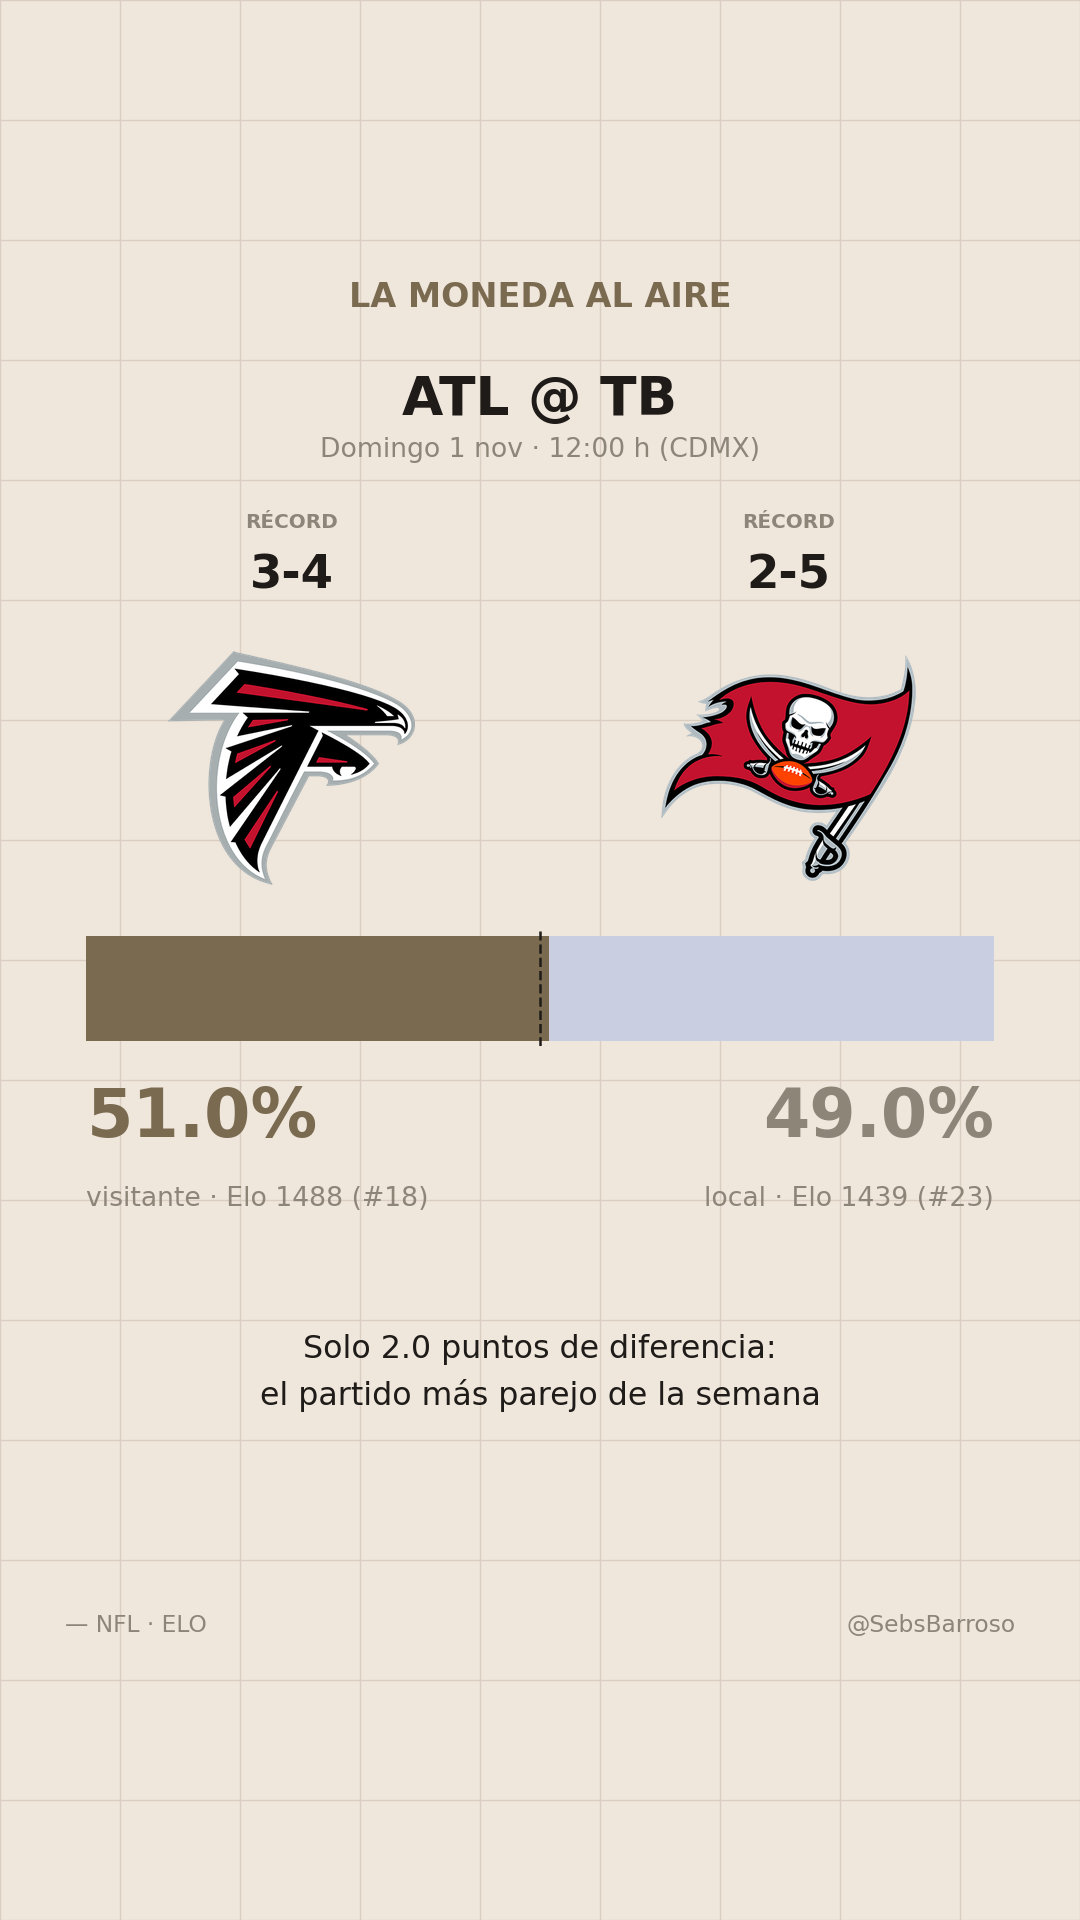 LA MONEDA AL AIRE
ATL @ TB
Domingo 1 nov · 12:00 h (CDMX)
RÉCORD
3-4
RÉCORD
2-5
51.0%
49.0%
visitante · Elo 1488 (#18)
local · Elo 1439 (#23)
Solo 2.0 puntos de diferencia:
el partido más parejo de la semana
— NFL · ELO
@SebsBarroso